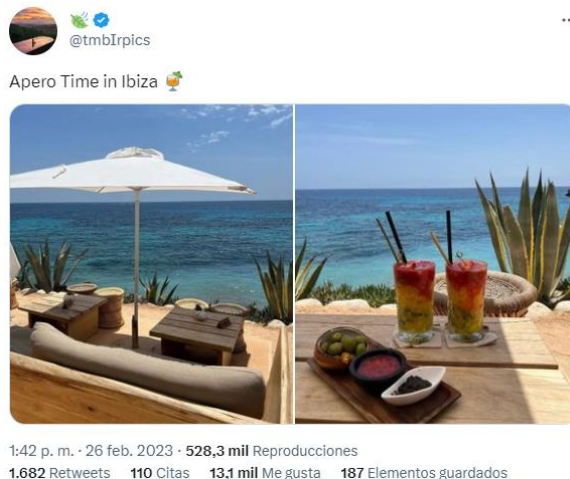 @tmbIrpics
Apero Time in Ibiza
1:42 p. m. · 26 feb. 2023 · 528,3 mil Reproducciones
1.682 Retweets 110 Citas 13,1 mil Me gusta 187 Elementos guardados